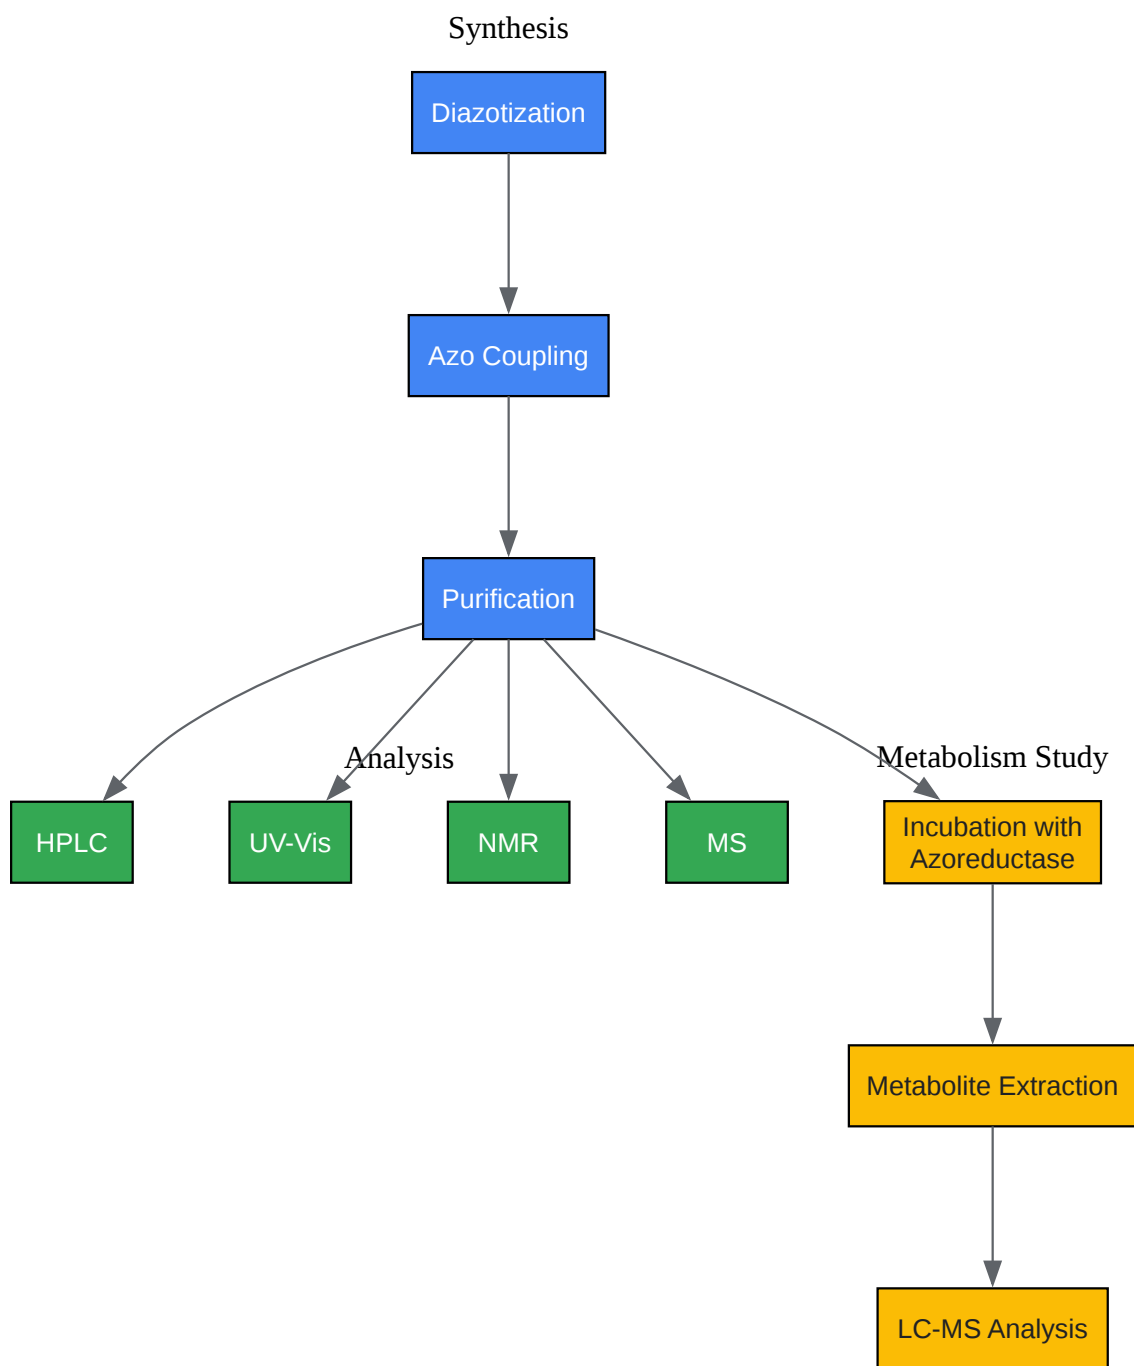 Synthesis
Diazotization
Azo Coupling
Purification
Analysis
Metabolism Study
HPLC
UV-Vis
NMR
MS
Incubation with
Azoreductase
Metabolite Extraction
LC-MS Analysis